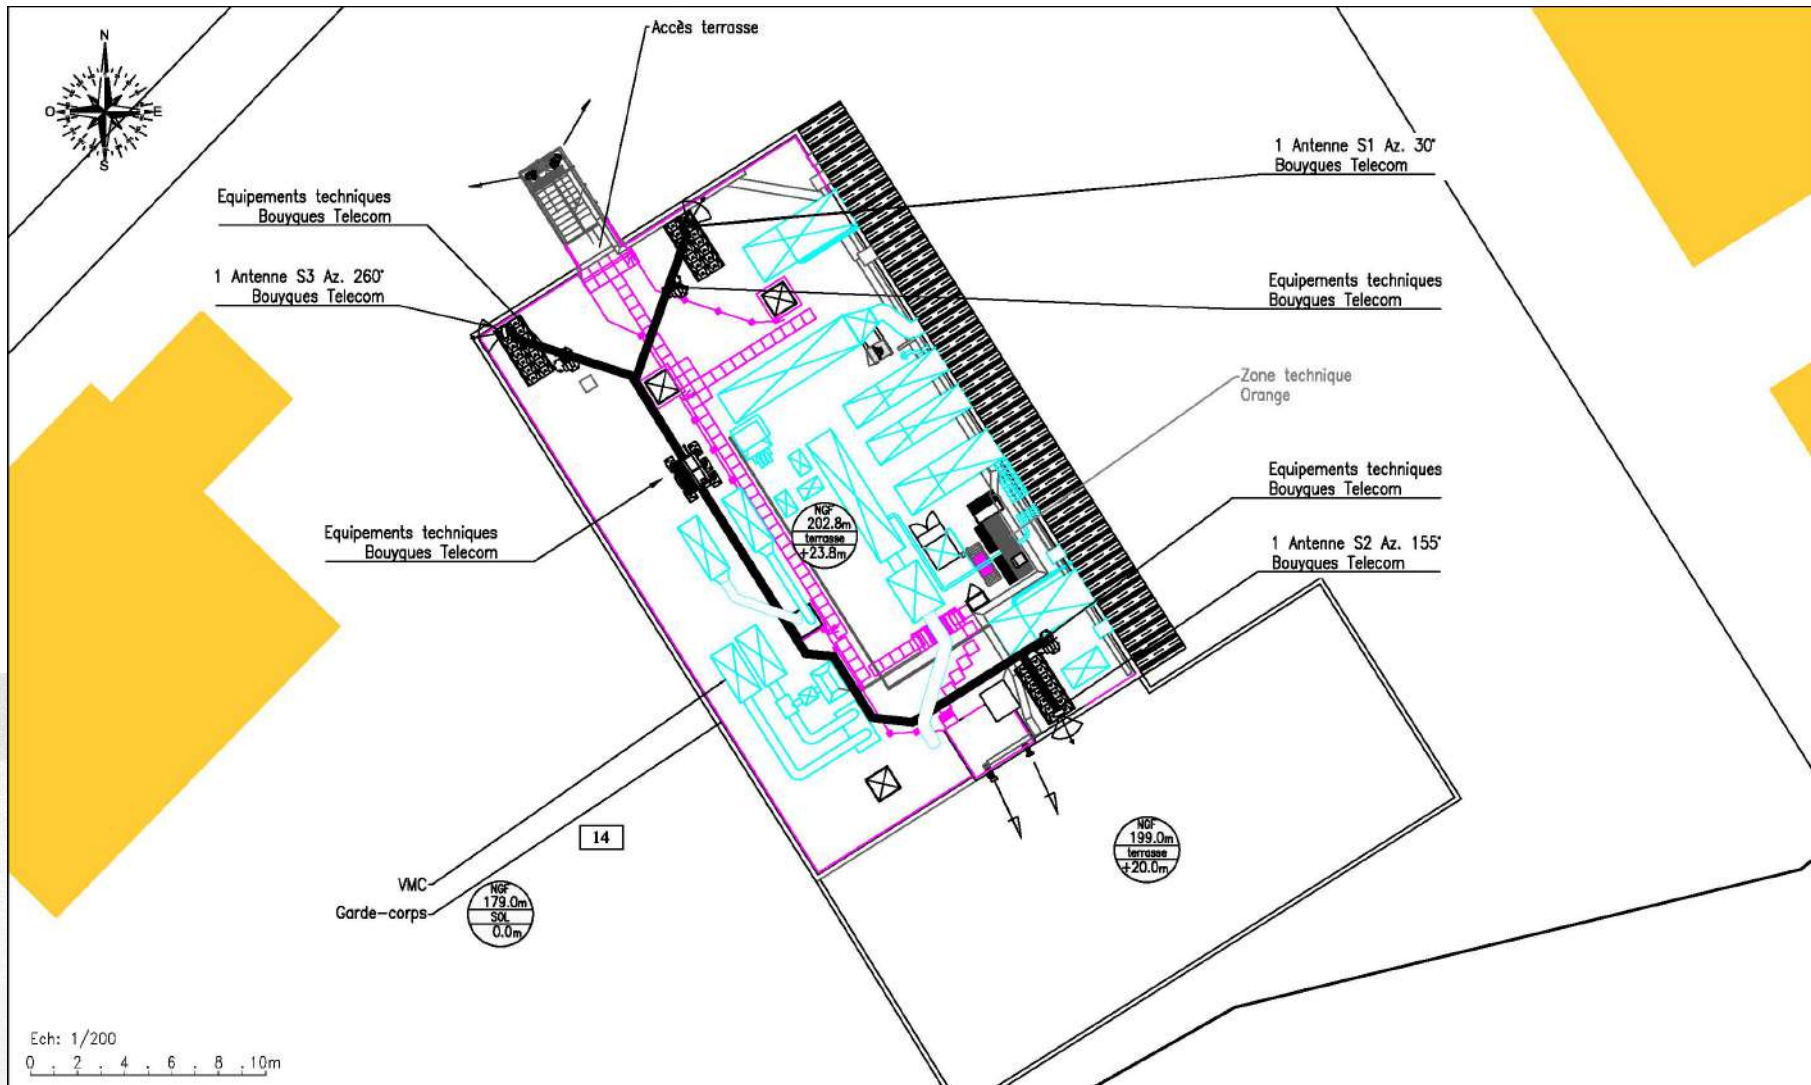 N
O
E
S
Accès terrasse
1 Antenne S1 Az. 30°
Bouygues Telecom
Equipements techniques
Bouygues Telecom
1 Antenne S3 Az. 260°
Bouygues Telecom
Equipements techniques
Bouygues Telecom
Zone technique
Orange
Equipements techniques
Bouygues Telecom
Equipements techniques
Bouygues Telecom
NGF
202.8m
terrasse
+23.8m
1 Antenne S2 Az. 155°
Bouygues Telecom
14
NGF
199.0m
terrasse
+20.0m
VMC
Garde-corps
NGF
179.0m
SOL
0.0m
Ech: 1/200
0 . 2 . 4 . 6 . 8 . 10m